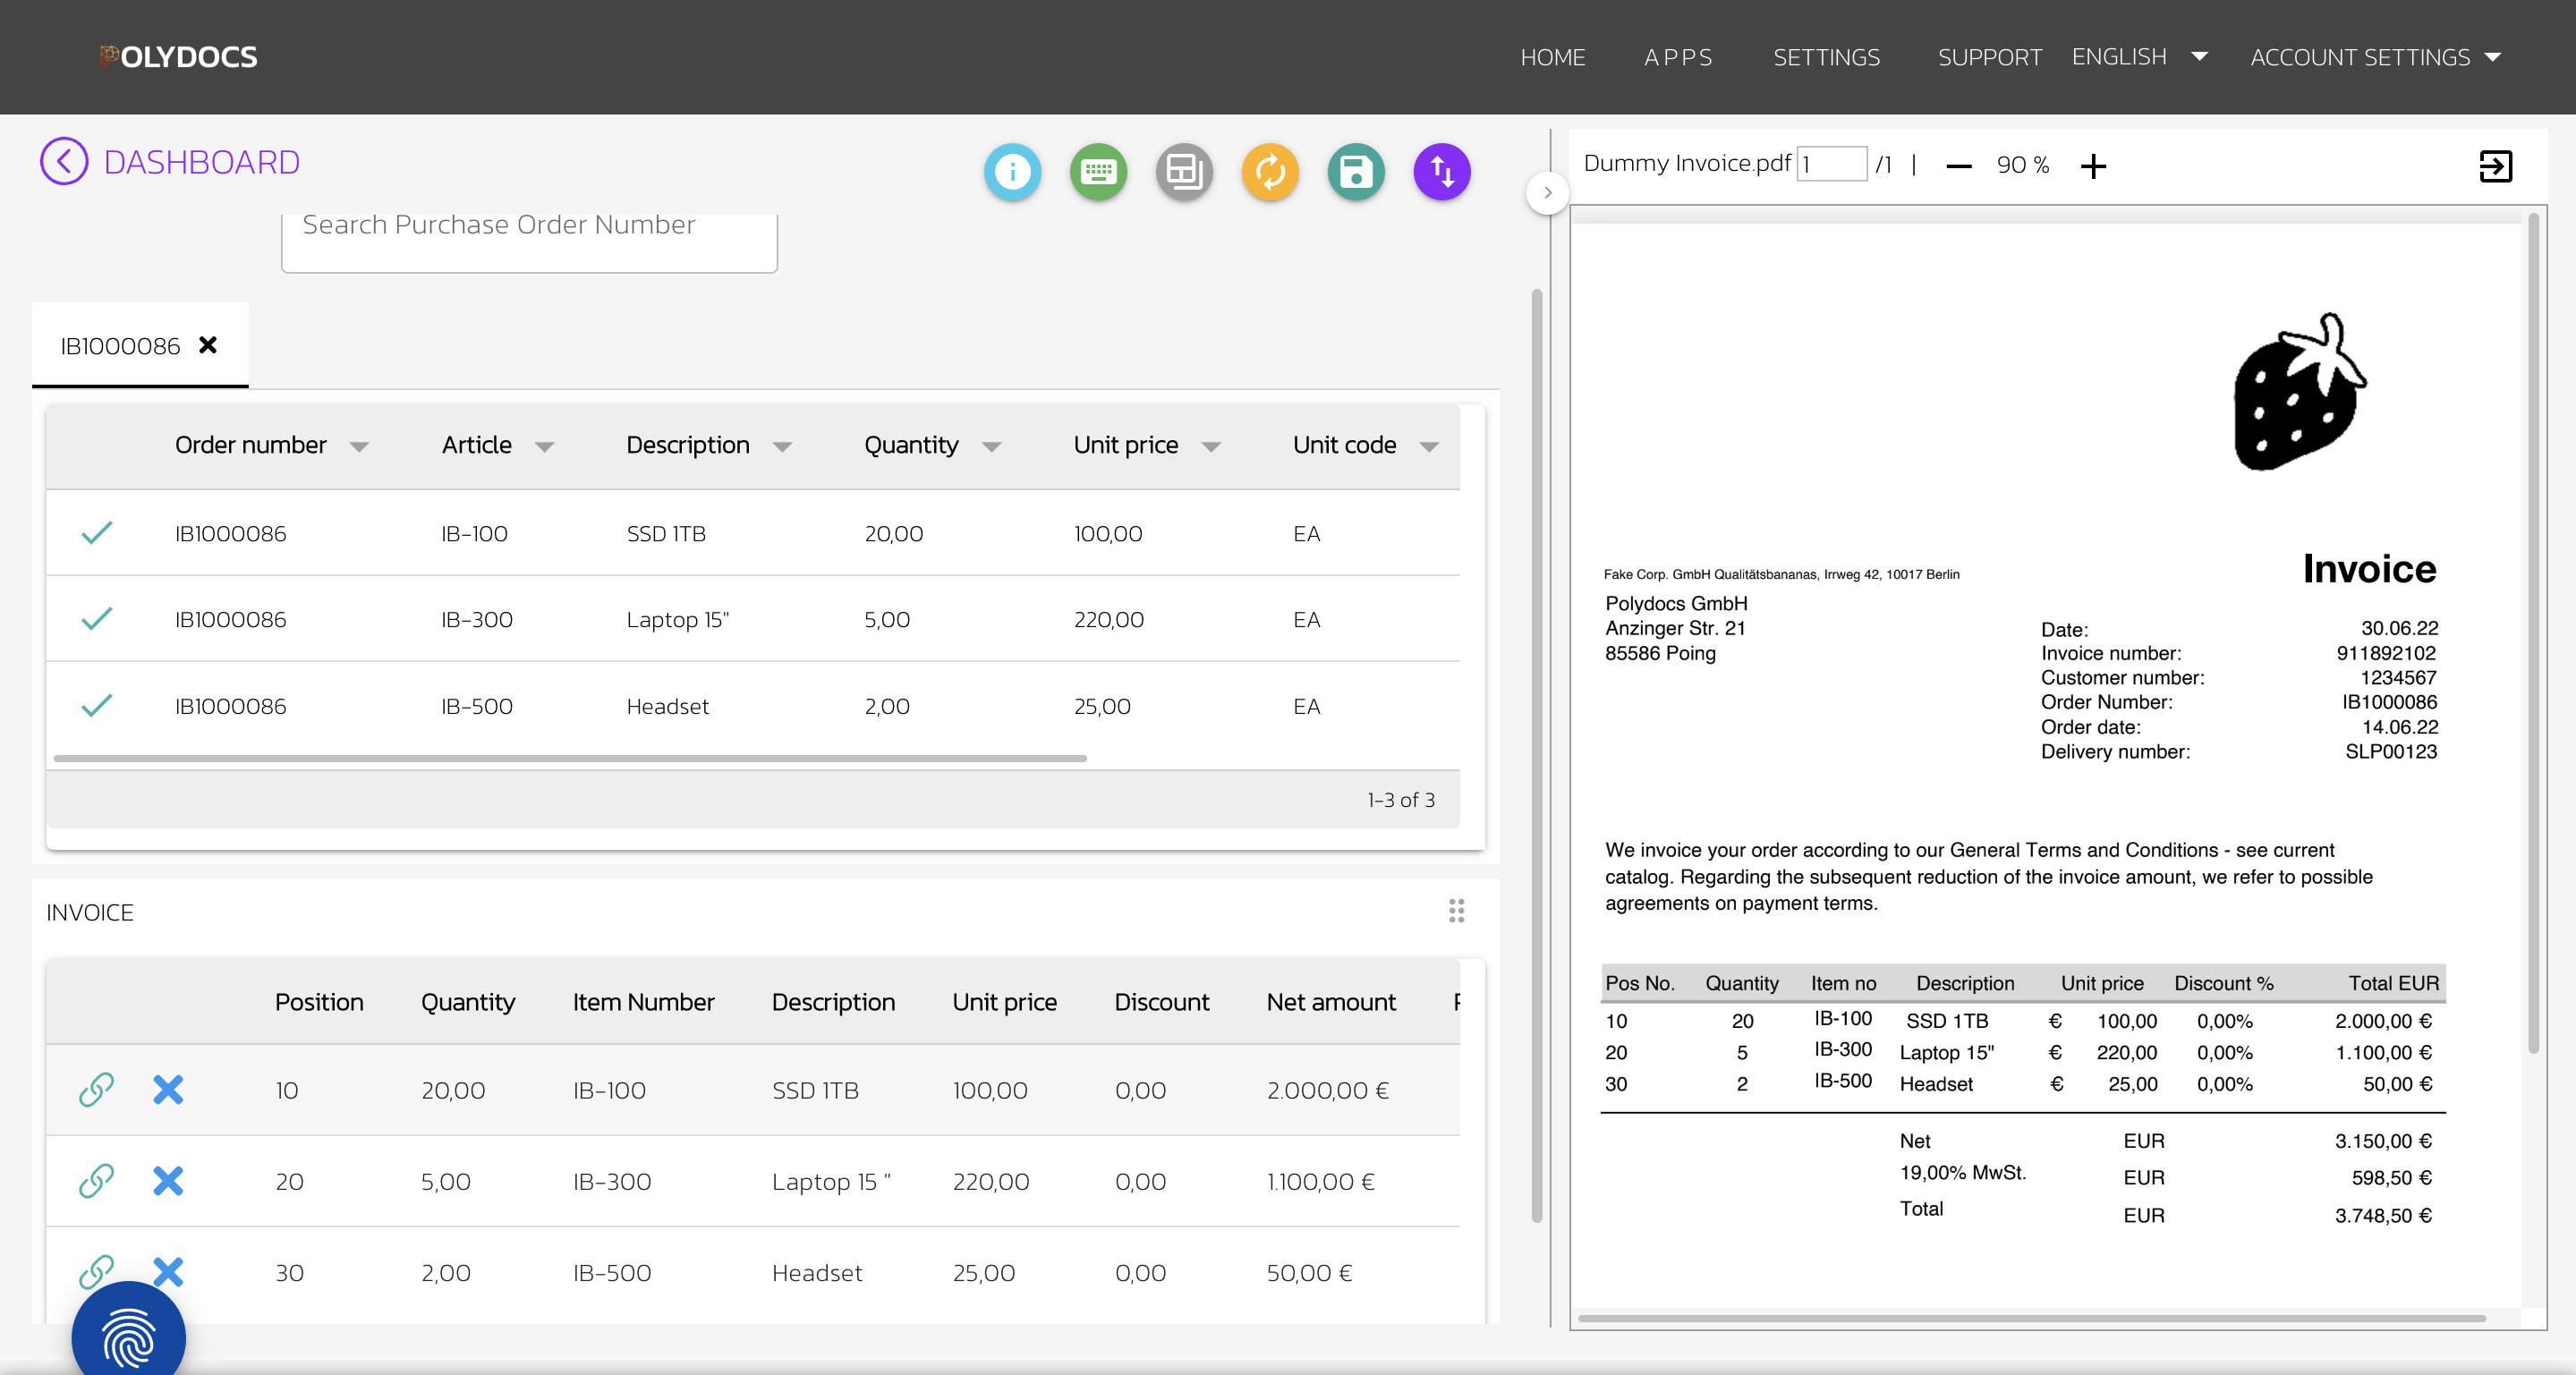 POLYDOCS
HOME APPS SETTINGS SUPPORT ENGLISH ACCOUNT SETTINGS
DASHBOARD
Search Purchase Order Number
IB1000086
Order number Article Description Quantity Unit price Unit code
IB1000086 IB-100 SSD 1TB 20,00 100,00 EA
IB1000086 IB-300 Laptop 15" 5,00 220,00 EA
IB1000086 IB-500 Headset 2,00 25,00 EA
1-3 of 3
INVOICE
Position Quantity Item Number Description Unit price Discount Net amount
10 20,00 IB-100 SSD 1TB 100,00 0,00 2.000,00 €
20 5,00 IB-300 Laptop 15 " 220,00 0,00 1.100,00 €
30 2,00 IB-500 Headset 25,00 0,00 50,00 €
Dummy Invoice.pdf 1 /1 | 90 %
Invoice
Fake Corp. GmbH Qualitätsbananas, Irrweg 42, 10017 Berlin
Polydocs GmbH
Anzinger Str. 21
85586 Poing
Date: 30.06.22
Invoice number: 911892102
Customer number: 1234567
Order Number: IB1000086
Order date: 14.06.22
Delivery number: SLP00123
We invoice your order according to our General Terms and Conditions - see current
catalog. Regarding the subsequent reduction of the invoice amount, we refer to possible
agreements on payment terms.
Pos No. Quantity Item no Description Unit price Discount % Total EUR
10 20 IB-100 SSD 1TB € 100,00 0,00% 2.000,00 €
20 5 IB-300 Laptop 15" € 220,00 0,00% 1.100,00 €
30 2 IB-500 Headset € 25,00 0,00% 50,00 €
Net EUR 3.150,00 €
19,00% MwSt. EUR 598,50 €
Total EUR 3.748,50 €